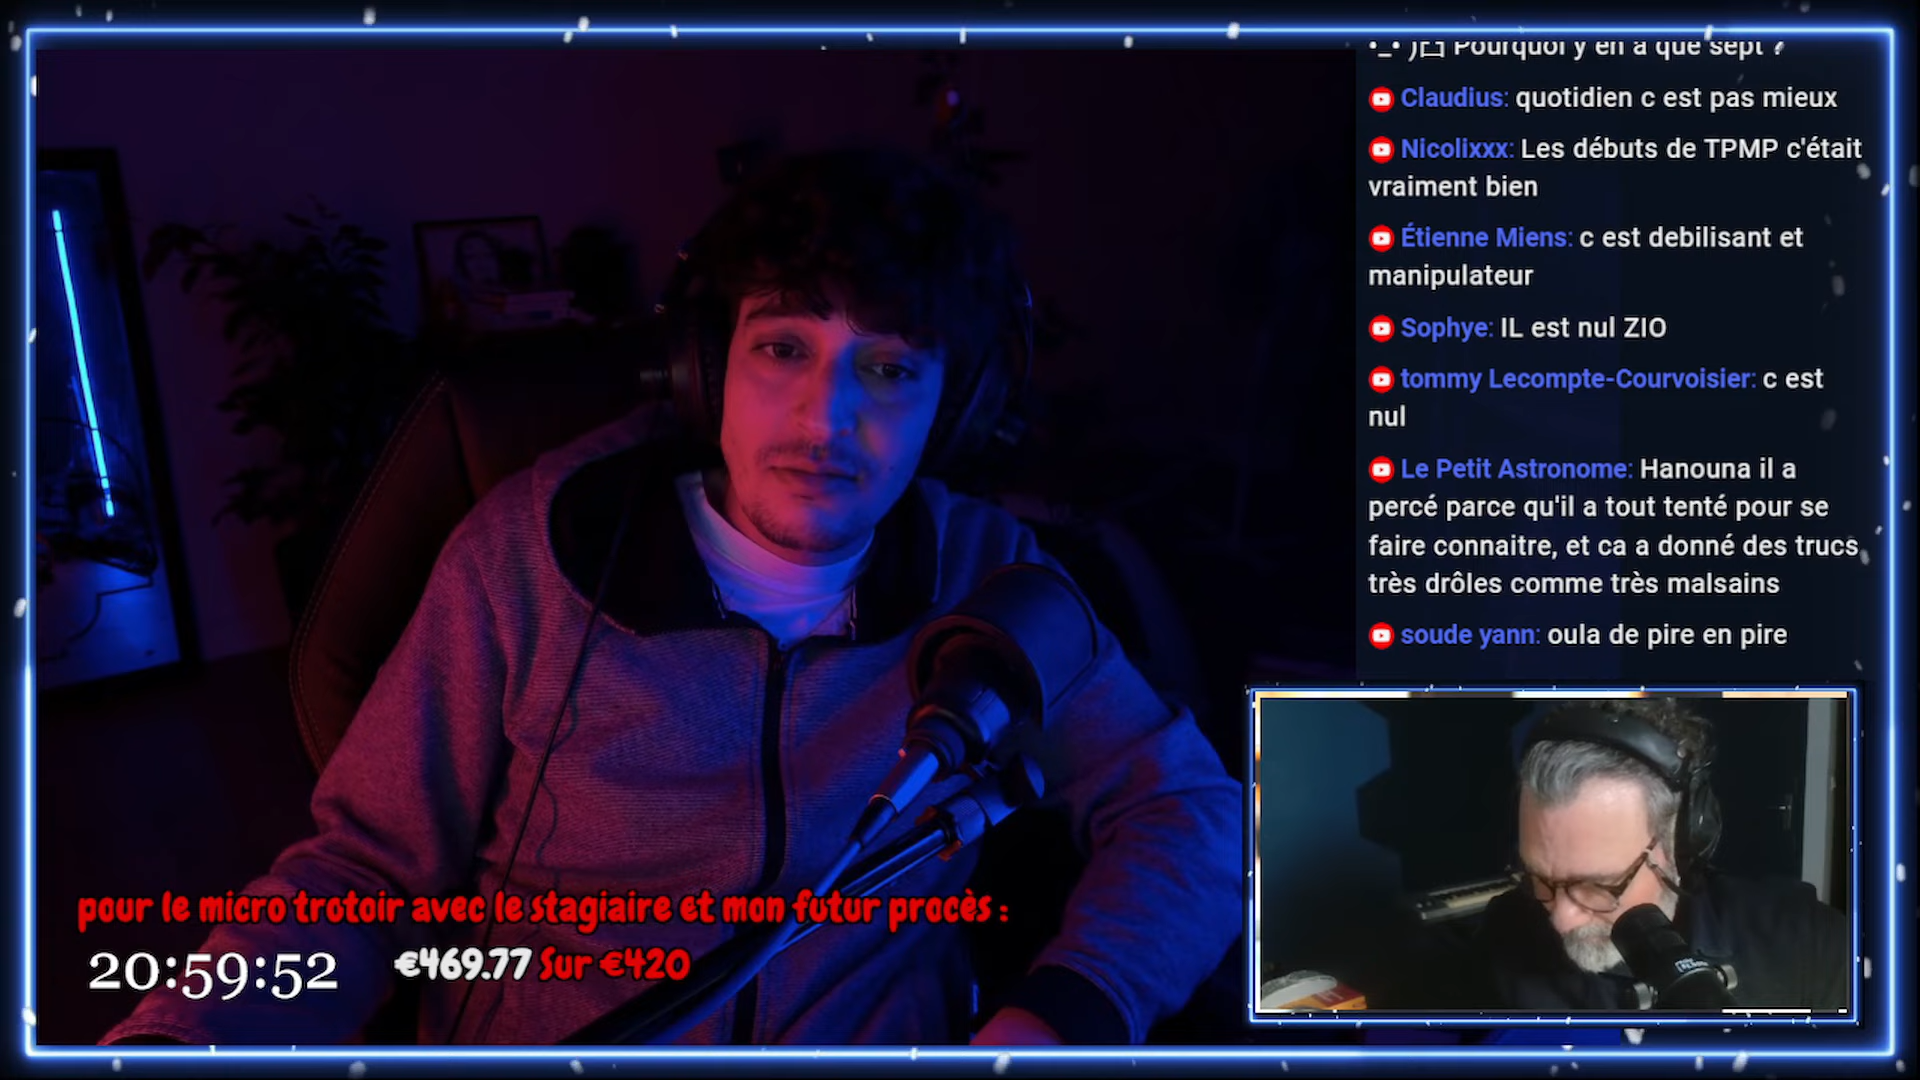 •_• )凸 Pourquoi y en a que sept ?
Claudius: quotidien c est pas mieux
Nicolixxx: Les débuts de TPMP c'était
vraiment bien
Étienne Miens: c est debilisant et
manipulateur
Sophye: IL est nul ZIO
tommy Lecompte-Courvoisier: c est
nul
Le Petit Astronome: Hanouna il a
percé parce qu'il a tout tenté pour se
faire connaitre, et ca a donné des trucs
très drôles comme très malsains
soude yann: oula de pire en pire
pour le micro trotoir avec le stagiaire et mon futur procès :
20:59:52
€469.77 Sur €420